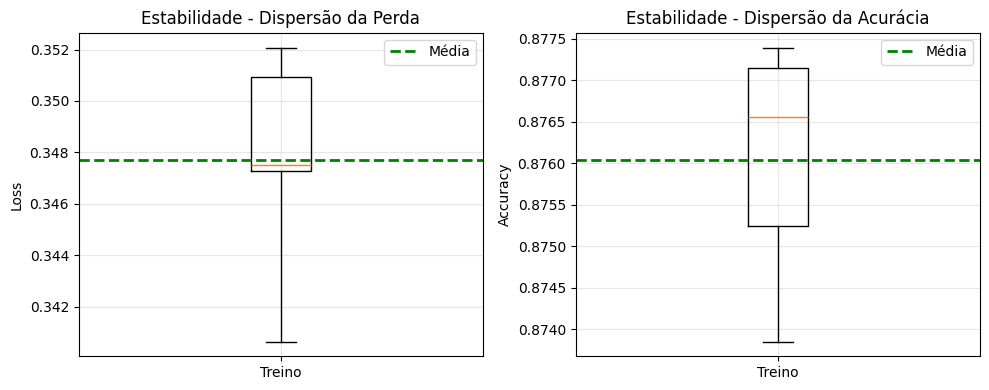 Estabilidade - Dispersão da Perda
Média
0.352
0.350
0.348
0.346
0.344
0.342
Loss
Treino
Estabilidade - Dispersão da Acurácia
Média
0.8775
0.8770
0.8765
0.8760
0.8755
0.8750
0.8745
0.8740
Accuracy
Treino